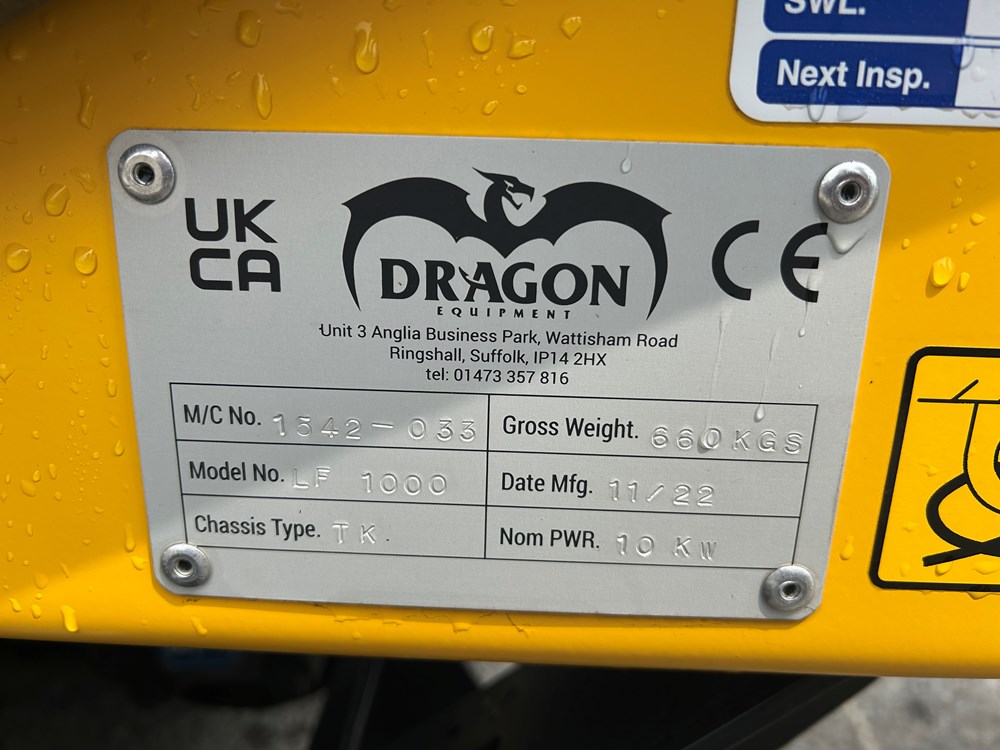 SWL.
Next Insp.
UK
CA
DRAGON
EQUIPMENT
CE
Unit 3 Anglia Business Park, Wattisham Road
Ringshall, Suffolk, IP14 2HX
tel: 01473 357 816
M/C No. 1542-033 Gross Weight. 660KGS
Model No. LF 1000 Date Mfg. 11/22
Chassis Type. TK. Nom PWR. 10 KW